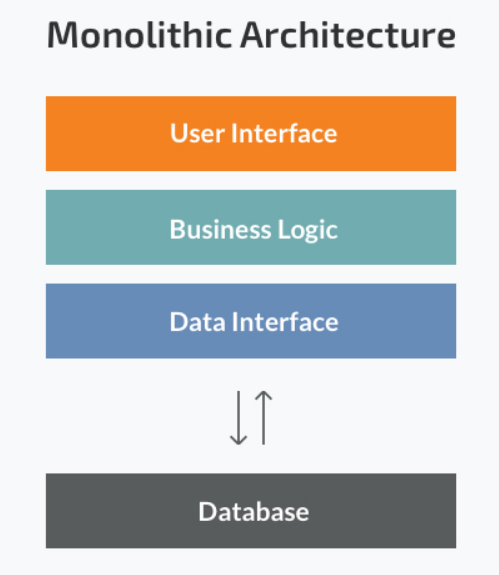 Monolithic Architecture
User Interface
Business Logic
Data Interface
Database